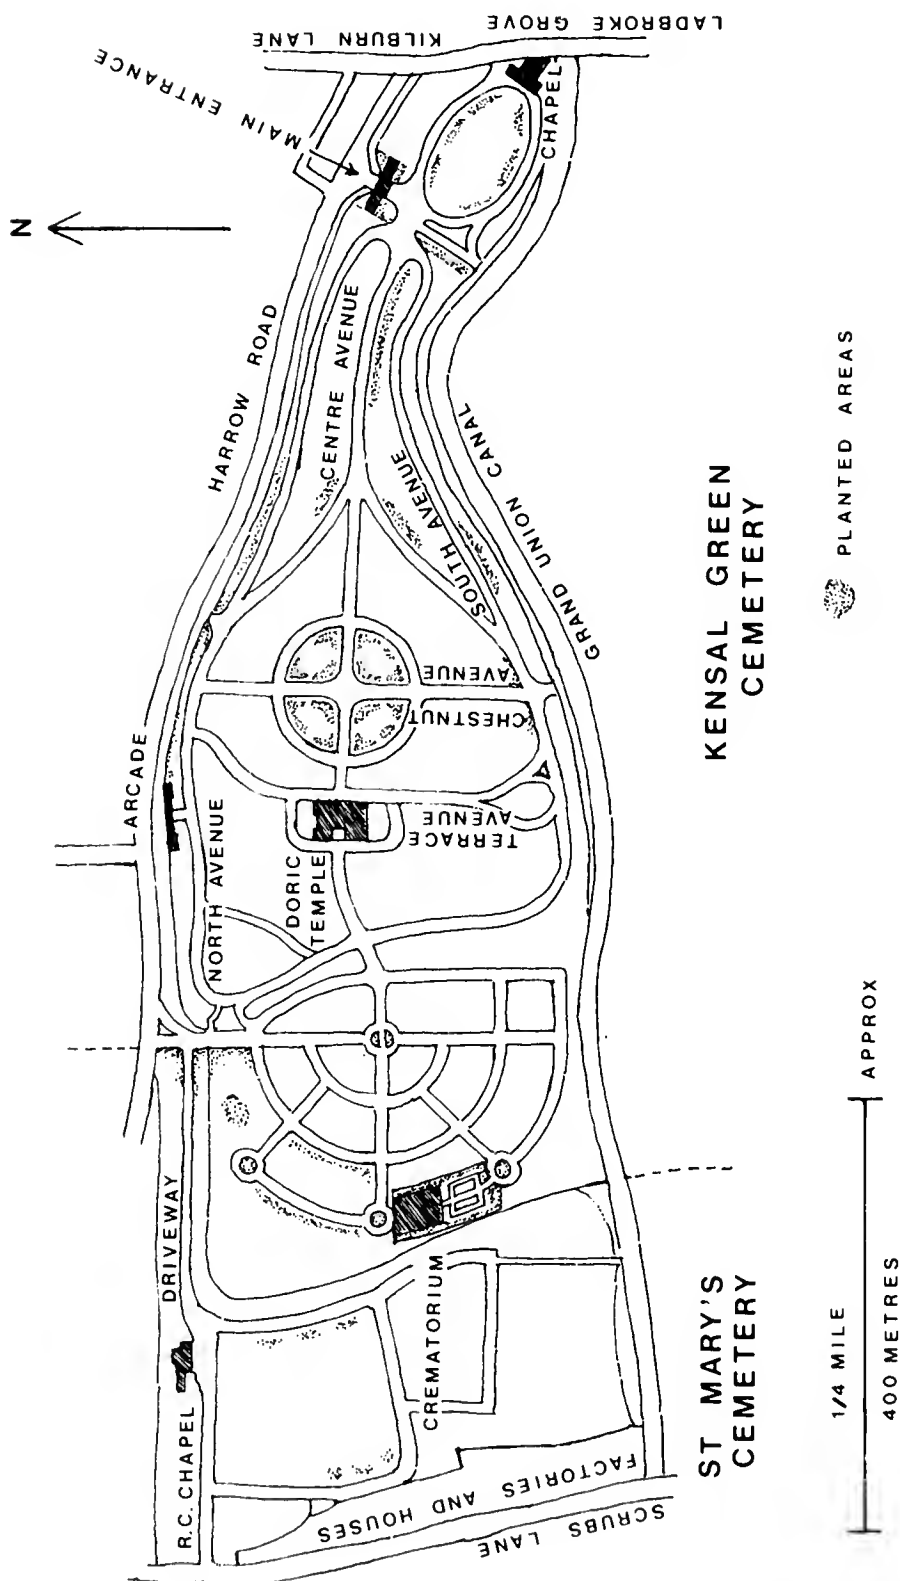 LADBROKE GROVE
KILBURN LANE
MAIN ENTRANCE
CHAPEL
N
HARROW ROAD
CENTRE AVENUE
SOUTH AVENUE
GRAND UNION CANAL
CHESTNUT
AVENUE
ARCADE
NORTH AVENUE
DORIC
TEMPLE
TERRACE
AVENUE
KENSAL GREEN
CEMETERY
PLANTED AREAS
DRIVEWAY
R.C. CHAPEL
CREMATORIUM
FACTORIES AND HOUSES
SCRUBS LANE
ST MARY'S
CEMETERY
1/4 MILE
400 METRES
APPROX